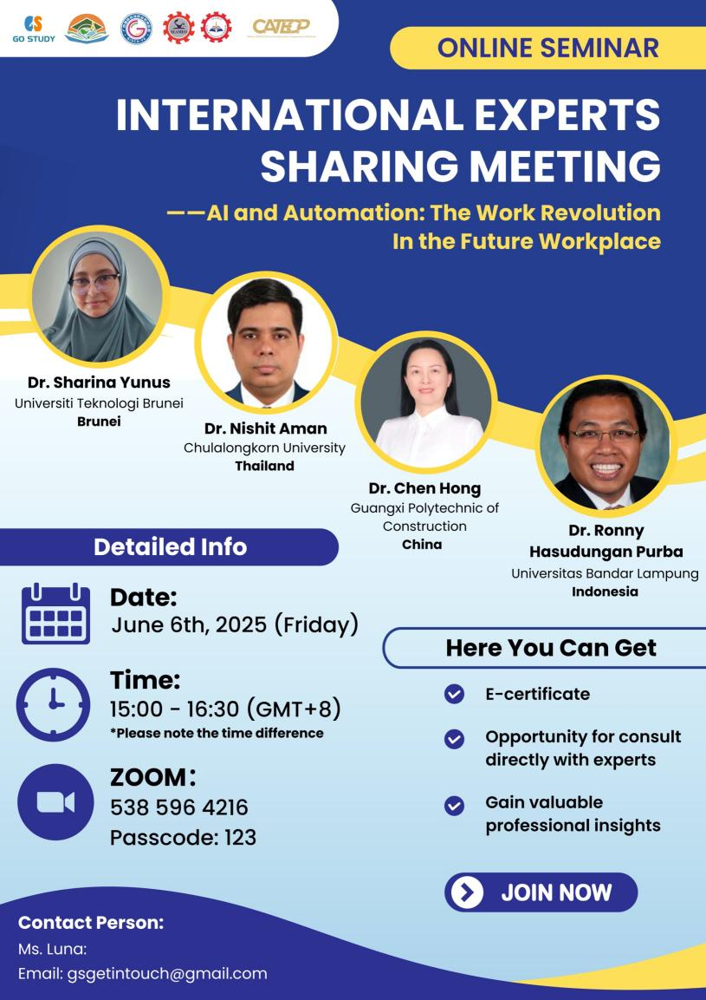 GO STUDY
SEAMEO
CATECP
ONLINE SEMINAR
INTERNATIONAL EXPERTS
SHARING MEETING
——AI and Automation: The Work Revolution
In the Future Workplace
Dr. Sharina Yunus
Universiti Teknologi Brunei
Brunei
Dr. Nishit Aman
Chulalongkorn University
Thailand
Dr. Chen Hong
Guangxi Polytechnic of
Construction
China
Dr. Ronny
Hasudungan Purba
Universitas Bandar Lampung
Indonesia
Detailed Info
Date:
June 6th, 2025 (Friday)
Time:
15:00 - 16:30 (GMT+8)
*Please note the time difference
ZOOM:
538 596 4216
Passcode: 123
Here You Can Get
E-certificate
Opportunity for consult
directly with experts
Gain valuable
professional insights
JOIN NOW
Contact Person:
Ms. Luna:
Email: gsgetintouch@gmail.com